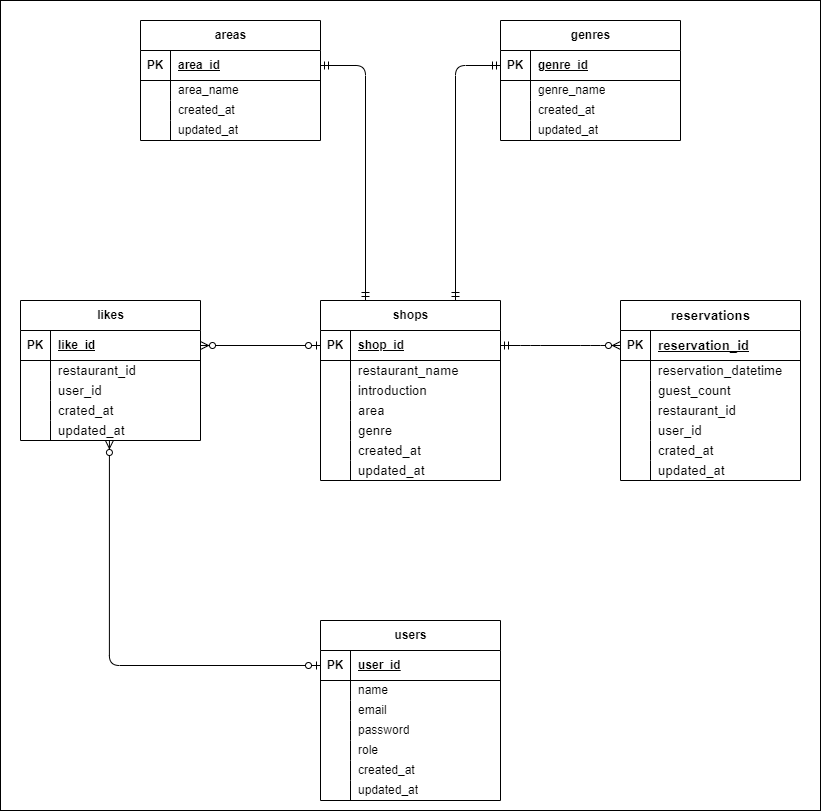 areas
PK area_id
area_name
created_at
updated_at
genres
PK genre_id
genre_name
created_at
updated_at
likes
PK like_id
restaurant_id
user_id
crated_at
updated_at
shops
PK shop_id
restaurant_name
introduction
area
genre
created_at
updated_at
reservations
PK reservation_id
reservation_datetime
guest_count
restaurant_id
user_id
crated_at
updated_at
users
PK user_id
name
email
password
role
created_at
updated_at